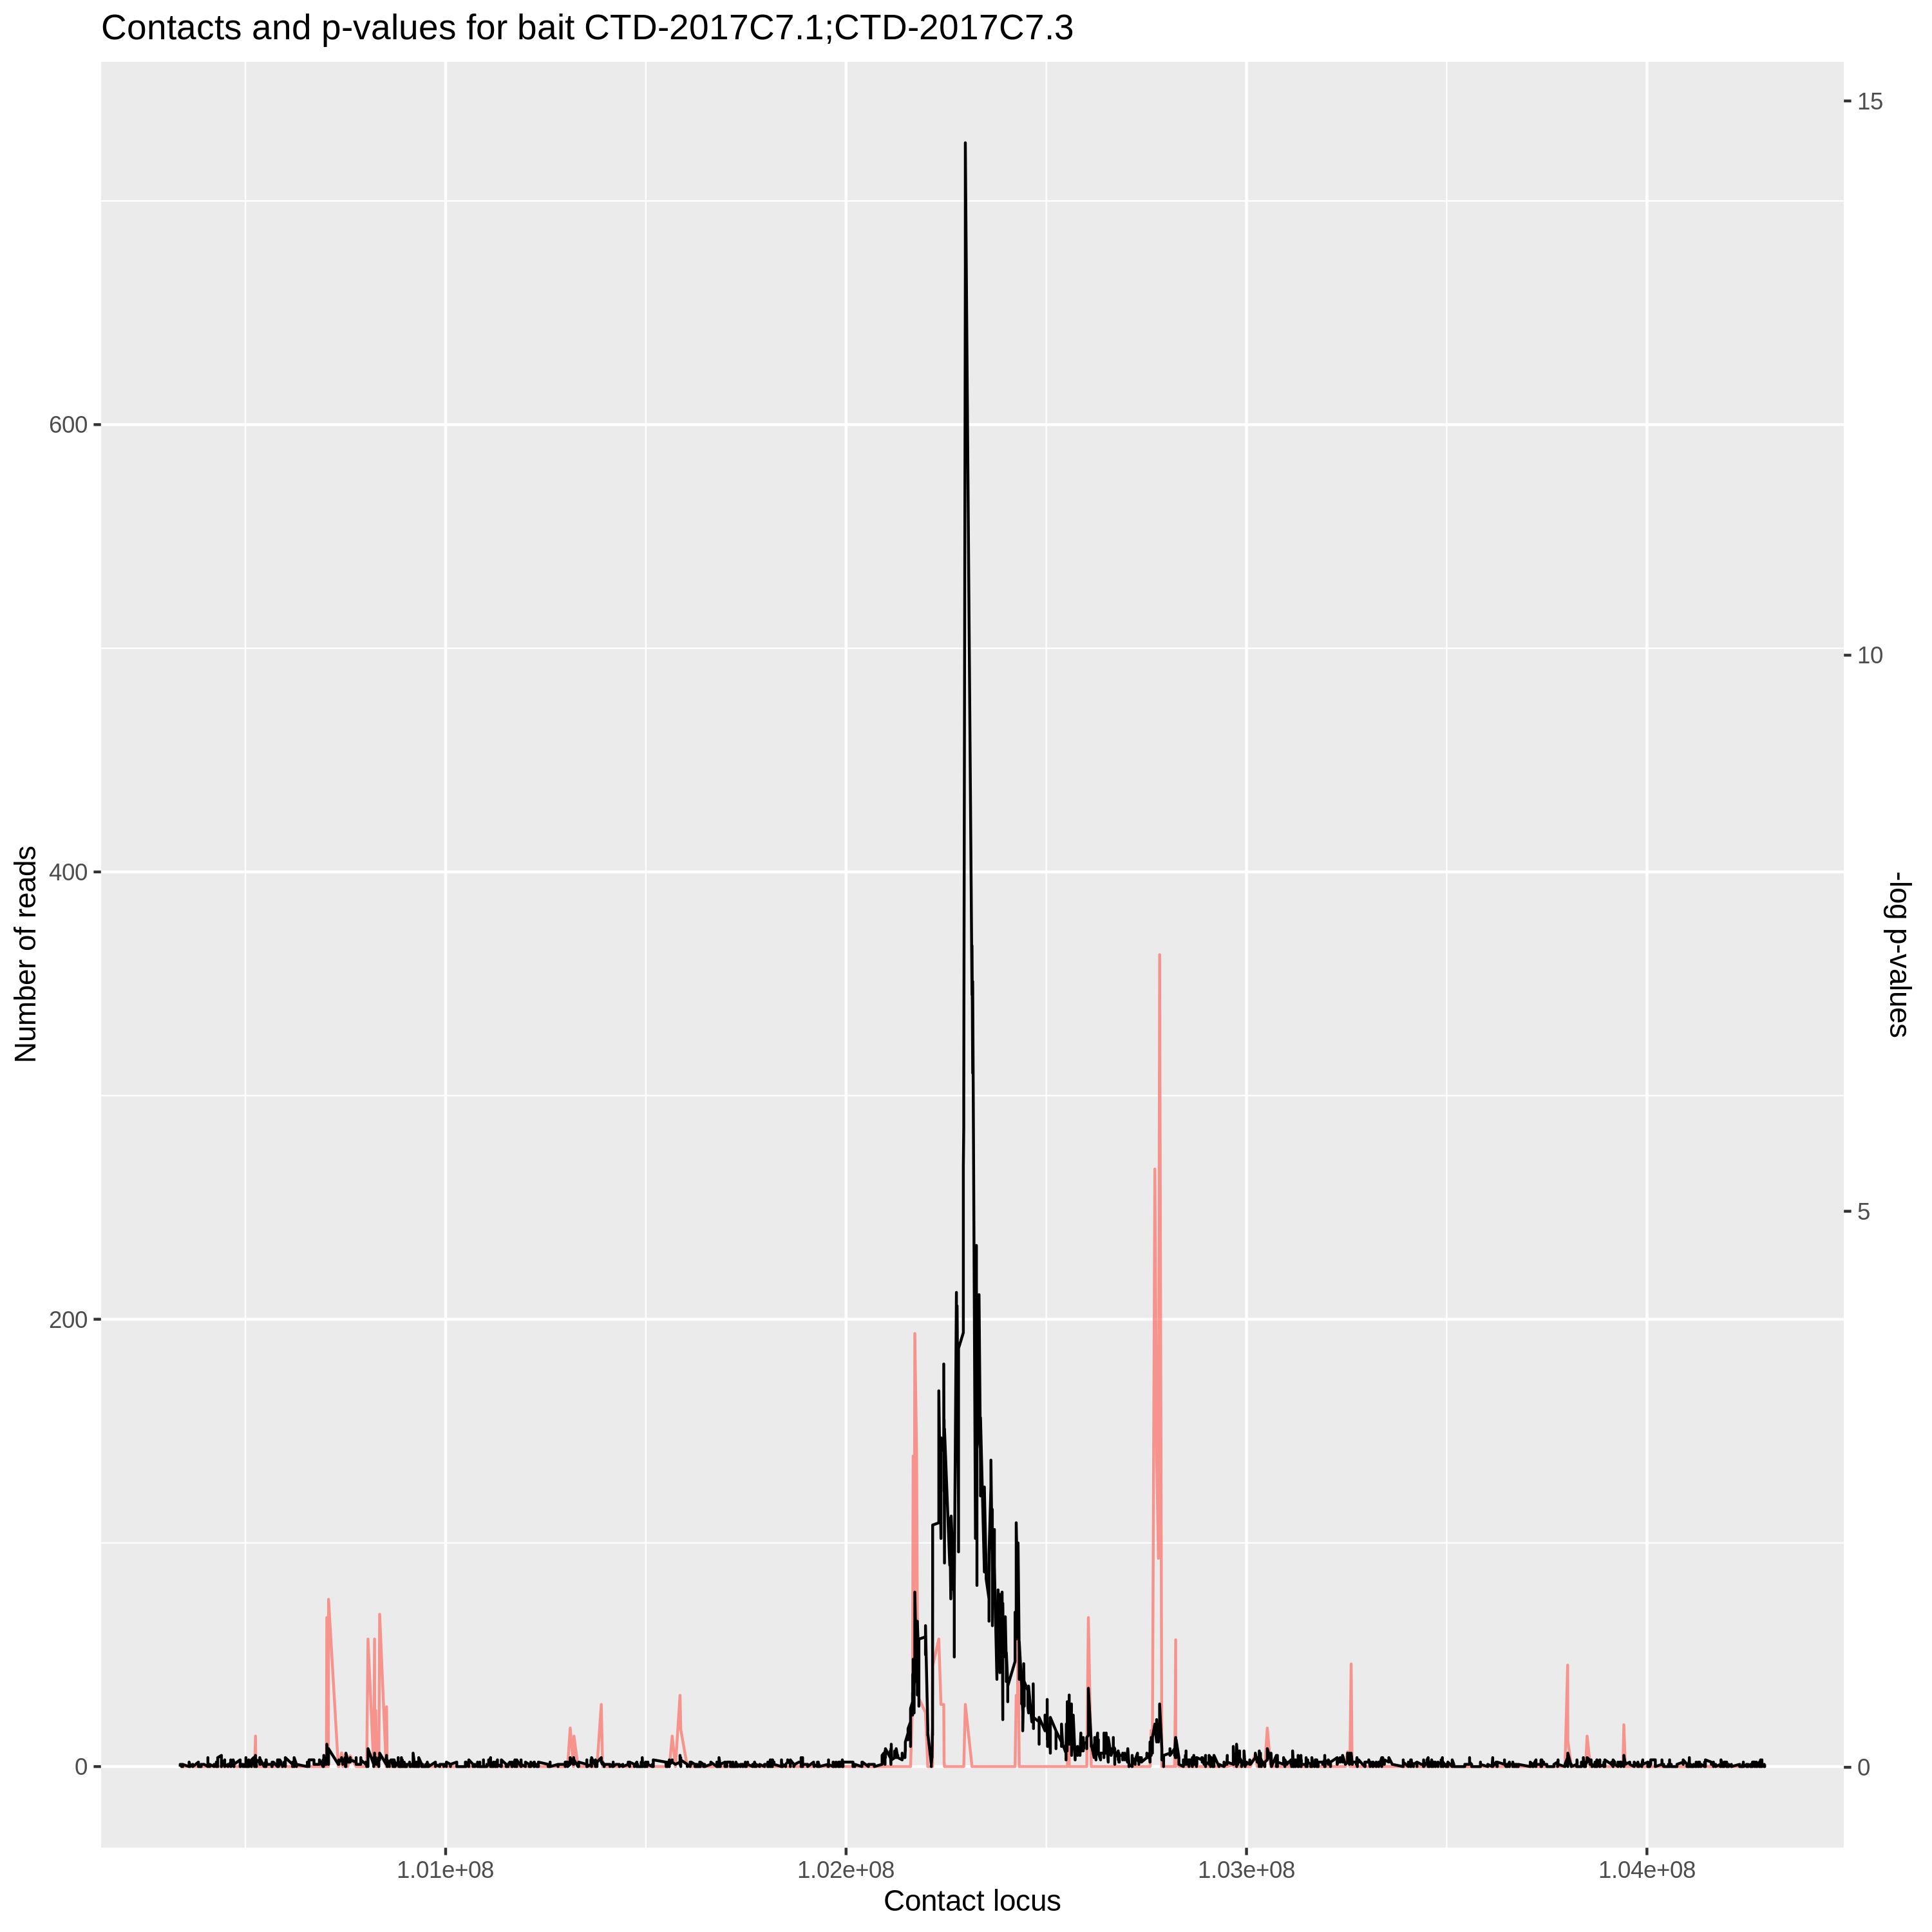 Contacts and p-values for bait CTD-2017C7.1;CTD-2017C7.3
15
600
10
400
Number of reads
-log p-values
5
200
0
0
1.01e+08
1.02e+08
1.03e+08
1.04e+08
Contact locus